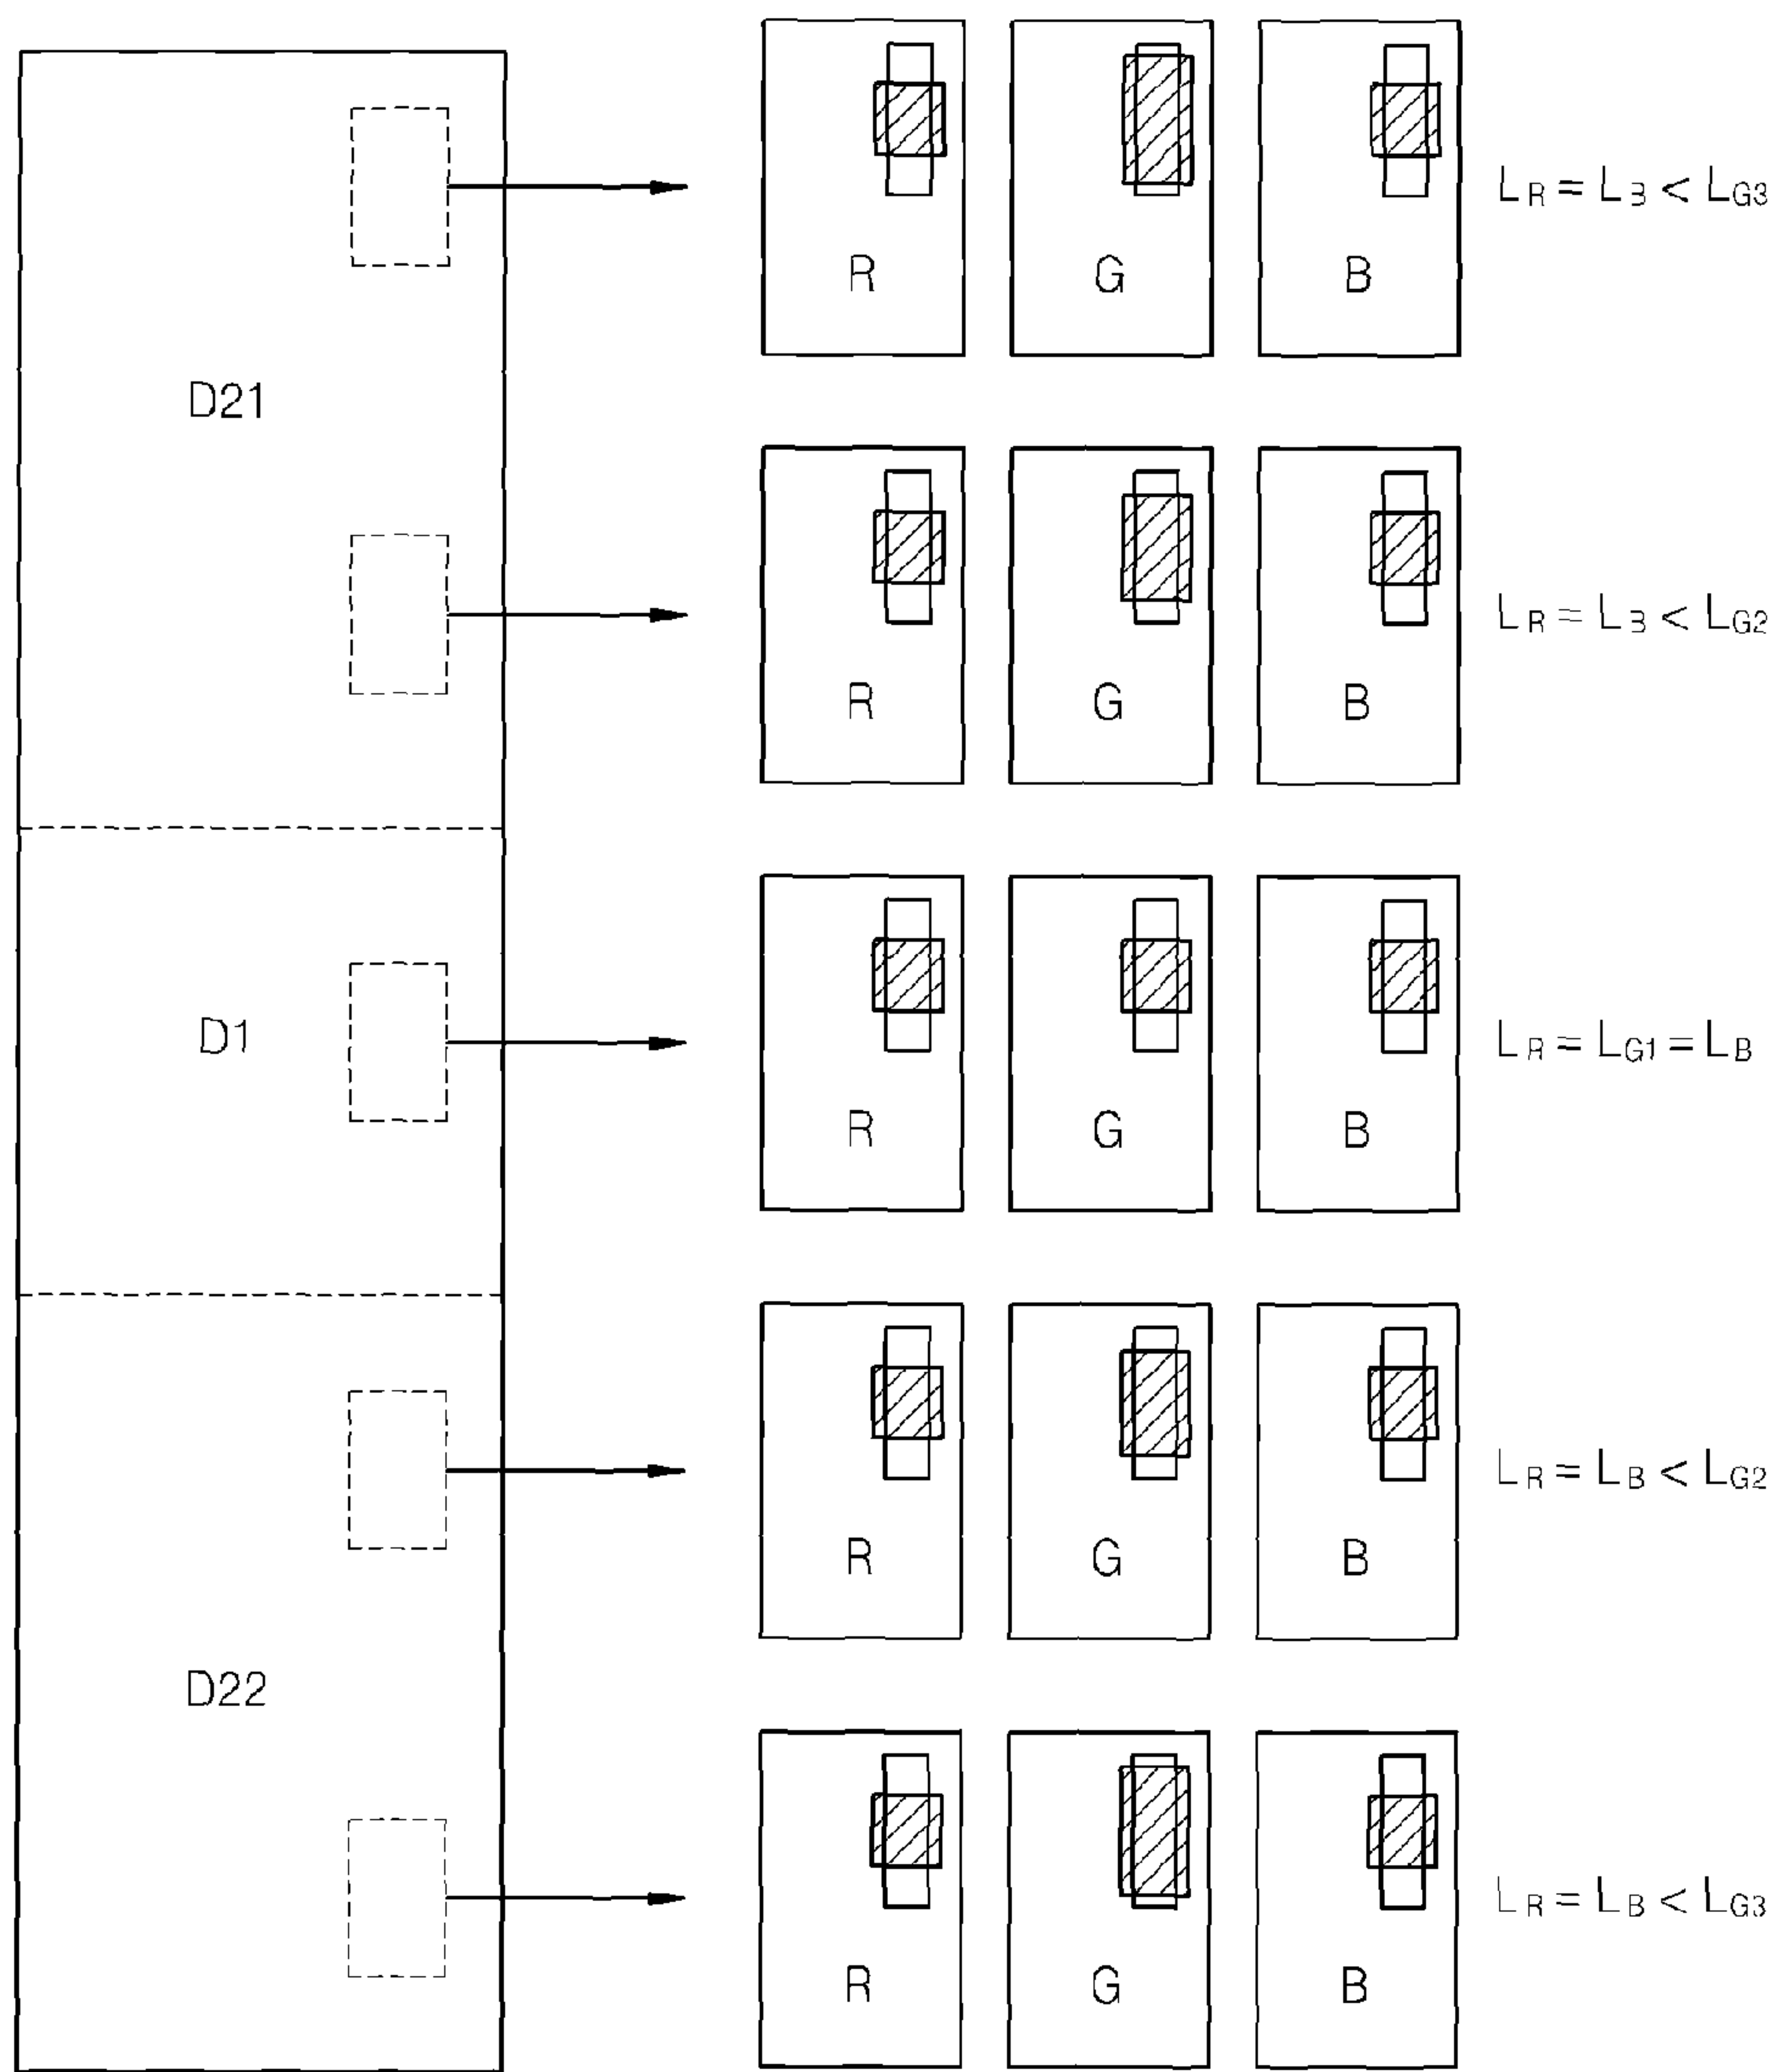 D21
R G B
L_R = L_B < L_G3
R G B
L_R = L_B < L_G2
D1
R G B
L_R = L_G1 = L_B
R G B
L_R = L_B < L_G2
D22
R G B
L_R = L_B < L_G3